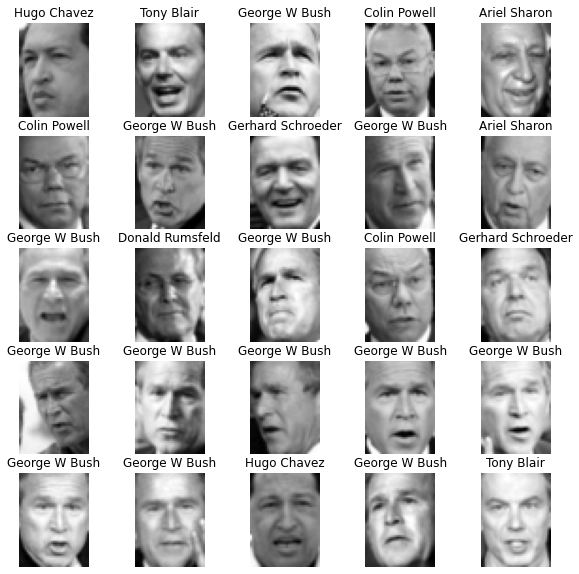 Hugo Chavez Tony Blair George W Bush Colin Powell Ariel Sharon
Colin Powell George W Bush Gerhard Schroeder George W Bush Ariel Sharon
George W Bush Donald Rumsfeld George W Bush Colin Powell Gerhard Schroeder
George W Bush George W Bush George W Bush George W Bush George W Bush
George W Bush George W Bush Hugo Chavez George W Bush Tony Blair